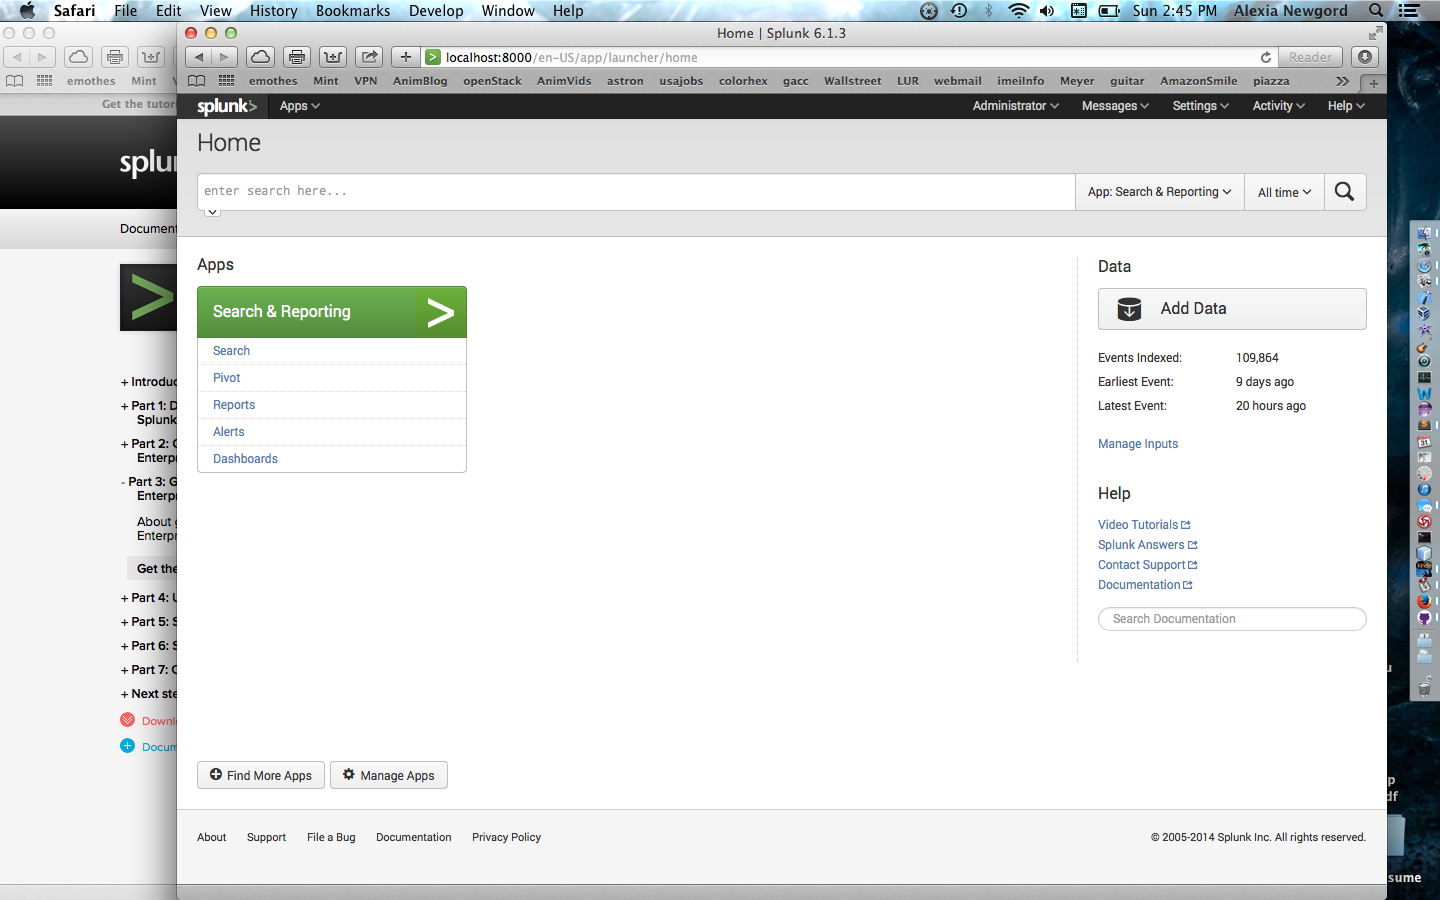 Safari File Edit View History Bookmarks Develop Window Help Sun 2:45 PM Alexia Newgord
Home | Splunk 6.1.3
localhost:8000/en-US/app/launcher/home Reader
emothes Mint
emothes Mint VPN AnimBlog openStack AnimVids astron usajobs colorhex gacc Wallstreet LUR webmail imeiInfo Meyer guitar AmazonSmile piazza
Get the tutor
splunk> Apps Administrator Messages Settings Activity Help
Home
enter search here...
App: Search & Reporting All time
splu
Document
Apps
Search & Reporting
Search
Pivot
Reports
Alerts
Dashboards
Data
Add Data
Events Indexed: 109,864
Earliest Event: 9 days ago
Latest Event: 20 hours ago
Manage Inputs
Help
Video Tutorials
Splunk Answers
Contact Support
Documentation
Search Documentation
+ Introduc
+ Part 1: D
Splunk
+ Part 2: G
Enterpr
- Part 3: G
Enterpr
About g
Enterpr
Get the
+ Part 4: U
+ Part 5: S
+ Part 6: S
+ Part 7: C
+ Next ste
Downl
Docum
Find More Apps Manage Apps
About Support File a Bug Documentation Privacy Policy
© 2005-2014 Splunk Inc. All rights reserved.
u
p
df
sume